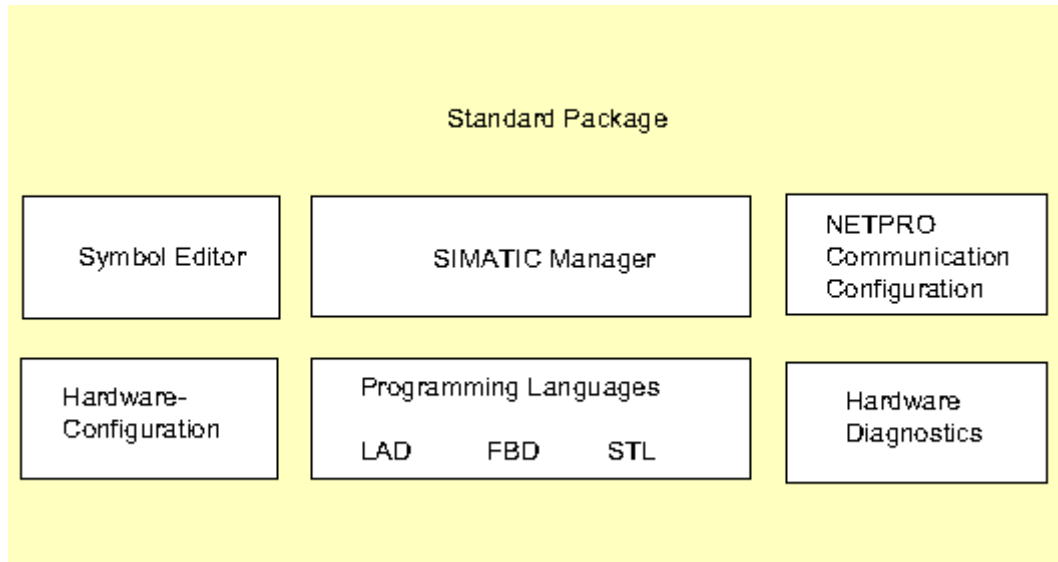 Standard Package
Symbol Editor
SIMATIC Manager
NETPRO
Communication
Configuration
Hardware-
Configuration
Programming Languages
LAD FBD STL
Hardware
Diagnostics